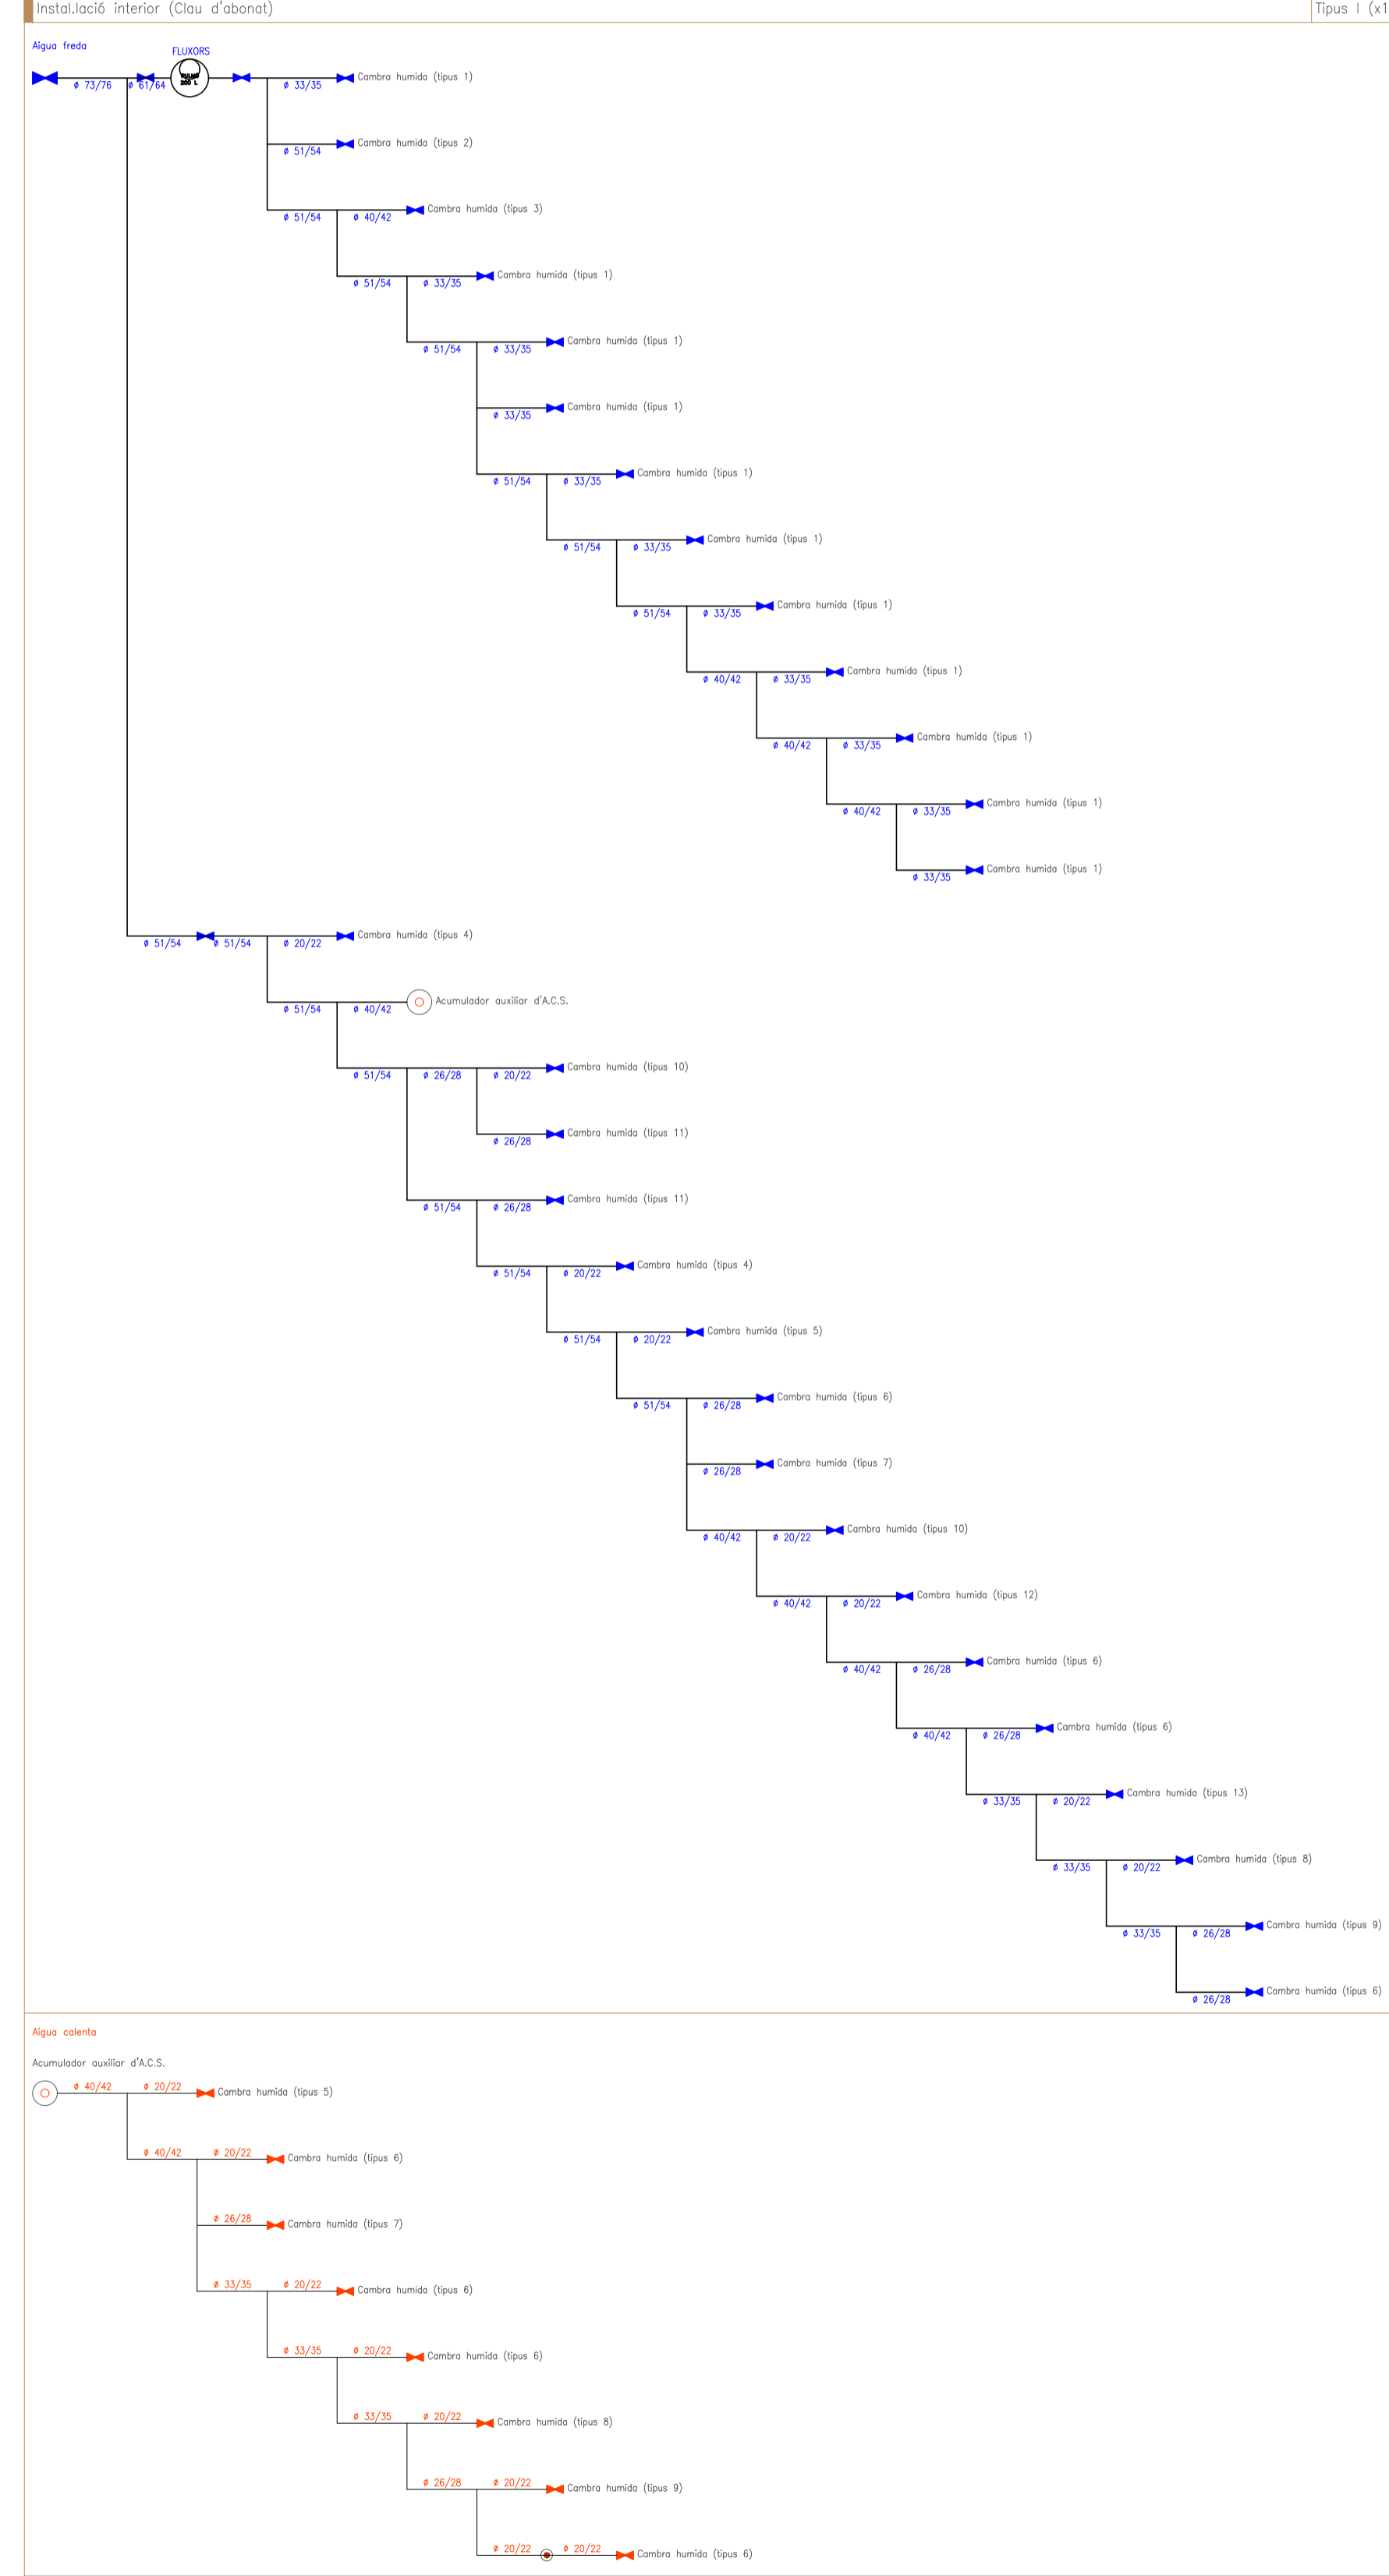 Instal.lació interior (Clau d'abonat)
Tipus I (x1
Aigua freda
FLUXORS
PULMÓ
200 L
ø 73/76 ø 61/64 ø 33/35 Cambra humida (tipus 1)
ø 51/54 Cambra humida (tipus 2)
ø 51/54 ø 40/42 Cambra humida (tipus 3)
ø 51/54 ø 33/35 Cambra humida (tipus 1)
ø 51/54 ø 33/35 Cambra humida (tipus 1)
ø 33/35 Cambra humida (tipus 1)
ø 51/54 ø 33/35 Cambra humida (tipus 1)
ø 51/54 ø 33/35 Cambra humida (tipus 1)
ø 51/54 ø 33/35 Cambra humida (tipus 1)
ø 40/42 ø 33/35 Cambra humida (tipus 1)
ø 40/42 ø 33/35 Cambra humida (tipus 1)
ø 40/42 ø 33/35 Cambra humida (tipus 1)
ø 33/35 Cambra humida (tipus 1)
ø 51/54 ø 51/54 ø 20/22 Cambra humida (tipus 4)
ø 51/54 ø 40/42 Acumulador auxiliar d'A.C.S.
ø 51/54 ø 26/28 ø 20/22 Cambra humida (tipus 10)
ø 26/28 Cambra humida (tipus 11)
ø 51/54 ø 26/28 Cambra humida (tipus 11)
ø 51/54 ø 20/22 Cambra humida (tipus 4)
ø 51/54 ø 20/22 Cambra humida (tipus 5)
ø 51/54 ø 26/28 Cambra humida (tipus 6)
ø 26/28 Cambra humida (tipus 7)
ø 40/42 ø 20/22 Cambra humida (tipus 10)
ø 40/42 ø 20/22 Cambra humida (tipus 12)
ø 40/42 ø 26/28 Cambra humida (tipus 6)
ø 40/42 ø 26/28 Cambra humida (tipus 6)
ø 33/35 ø 20/22 Cambra humida (tipus 13)
ø 33/35 ø 20/22 Cambra humida (tipus 8)
ø 33/35 ø 26/28 Cambra humida (tipus 9)
ø 26/28 Cambra humida (tipus 6)
Aigua calenta
Acumulador auxiliar d'A.C.S.
ø 40/42 ø 20/22 Cambra humida (tipus 5)
ø 40/42 ø 20/22 Cambra humida (tipus 6)
ø 26/28 Cambra humida (tipus 7)
ø 33/35 ø 20/22 Cambra humida (tipus 6)
ø 33/35 ø 20/22 Cambra humida (tipus 6)
ø 33/35 ø 20/22 Cambra humida (tipus 8)
ø 26/28 ø 20/22 Cambra humida (tipus 9)
ø 20/22 ø 20/22 Cambra humida (tipus 6)